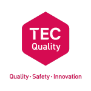 TEC
Quality
Quality · Safety · Innovation